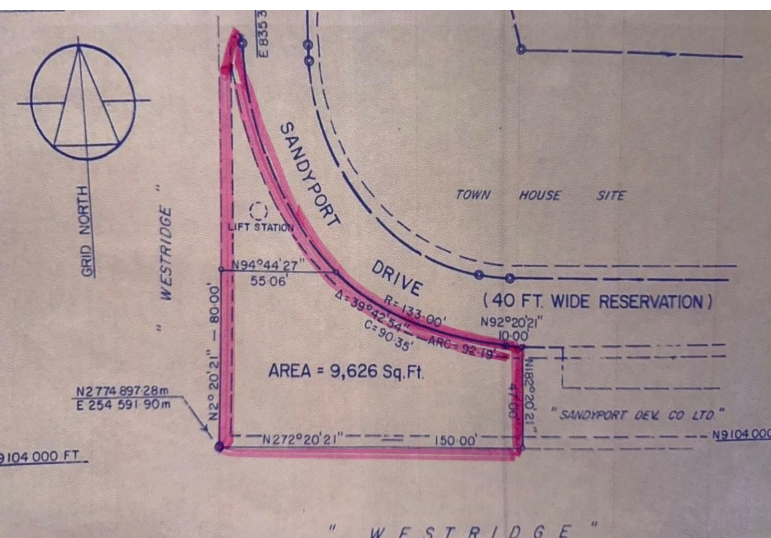 E 835 3
SANDYPORT
DRIVE
TOWN HOUSE SITE
GRID NORTH
" WESTRIDGE "
LIFT STATION
N94°44'27"
55·06'
R=133·00'
Δ=39°42'54"
ARC=92·19'
C=90·35'
(40 FT. WIDE RESERVATION)
N92°20'21"
10·00
N2° 20' 21" — 80·00'
AREA = 9,626 Sq.Ft.
47·00'
N182°20'21"
N2 774 897·28m
E 254 591·90m
"SANDYPORT DEV. CO LTD."
N272°20'21" 150·00'
N9104 000
9104 000 FT.
" WESTRIDGE "